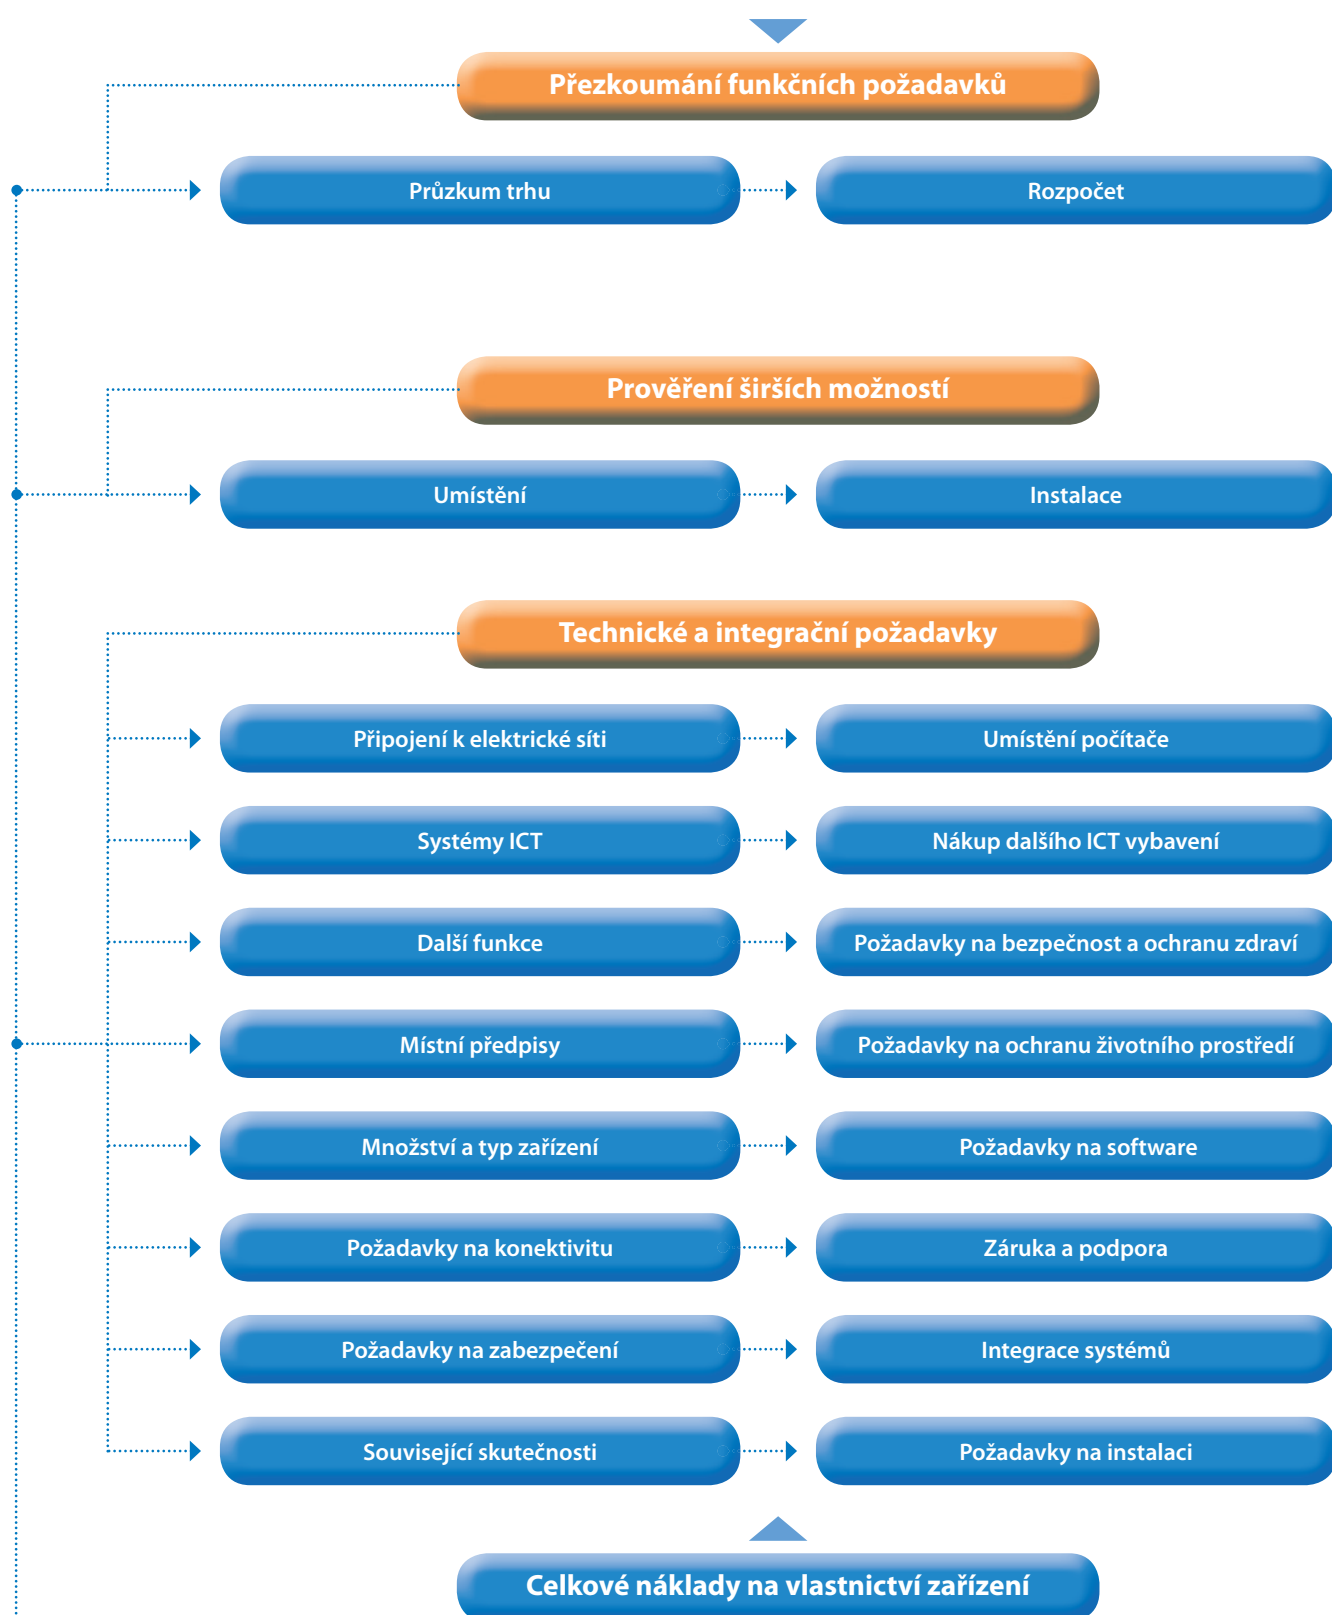 Přezkoumání funkčních požadavků
Průzkum trhu
Rozpočet
Prověření širších možností
Umístění
Instalace
Technické a integrační požadavky
Připojení k elektrické síti
Umístění počítače
Systémy ICT
Nákup dalšího ICT vybavení
Další funkce
Požadavky na bezpečnost a ochranu zdraví
Místní předpisy
Požadavky na ochranu životního prostředí
Množství a typ zařízení
Požadavky na software
Požadavky na konektivitu
Záruka a podpora
Požadavky na zabezpečení
Integrace systémů
Související skutečnosti
Požadavky na instalaci
Celkové náklady na vlastnictví zařízení